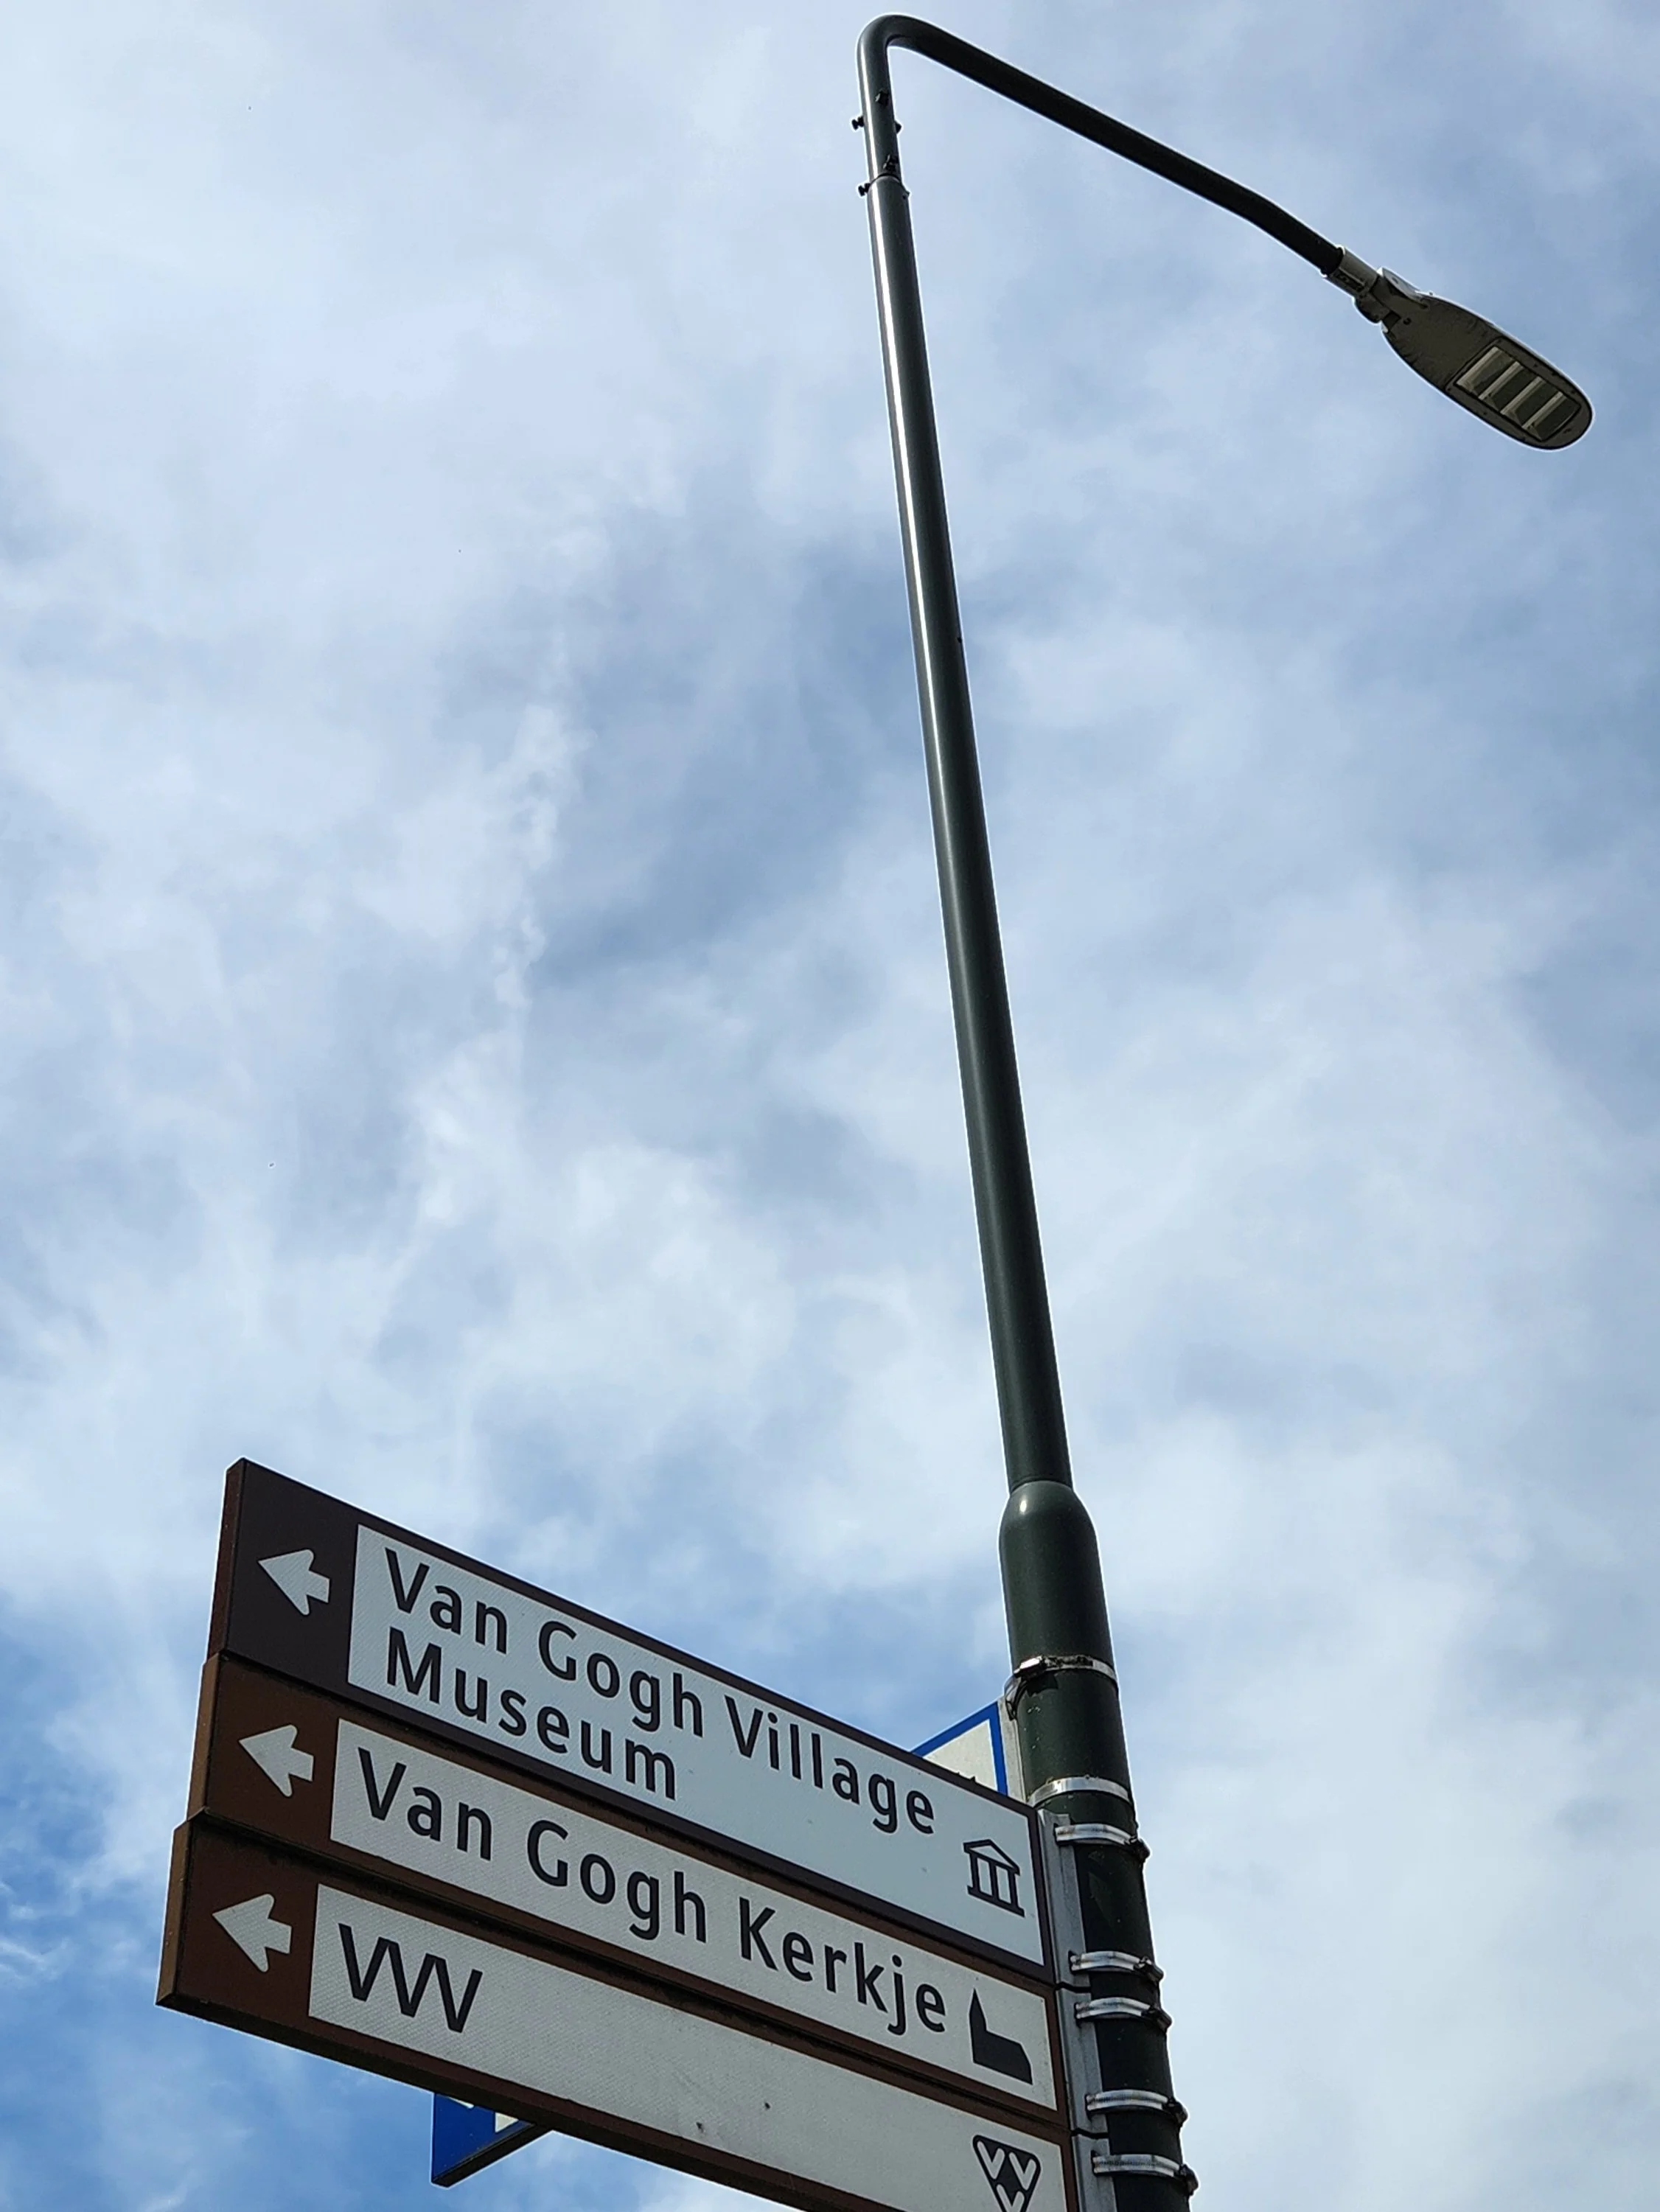 Van Gogh Village
Museum
Van Gogh Kerkje
VVV